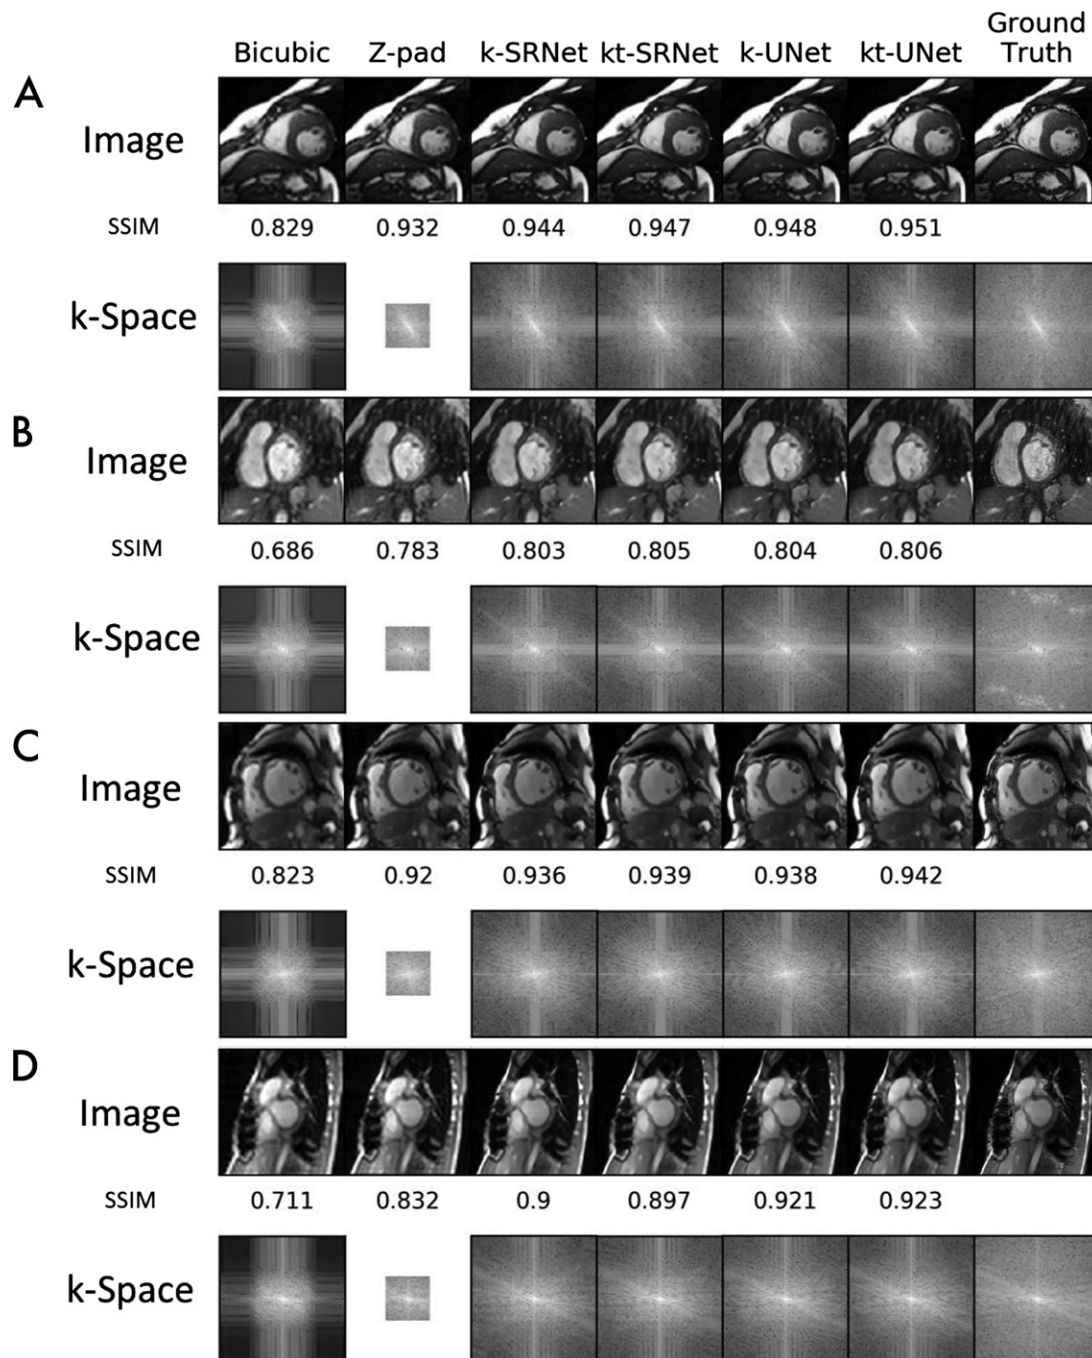 Ground
Bicubic Z-pad k-SRNet kt-SRNet k-UNet kt-UNet Truth
A
Image
SSIM 0.829 0.932 0.944 0.947 0.948 0.951
k-Space
B
Image
SSIM 0.686 0.783 0.803 0.805 0.804 0.806
k-Space
C
Image
SSIM 0.823 0.92 0.936 0.939 0.938 0.942
k-Space
D
Image
SSIM 0.711 0.832 0.9 0.897 0.921 0.923
k-Space